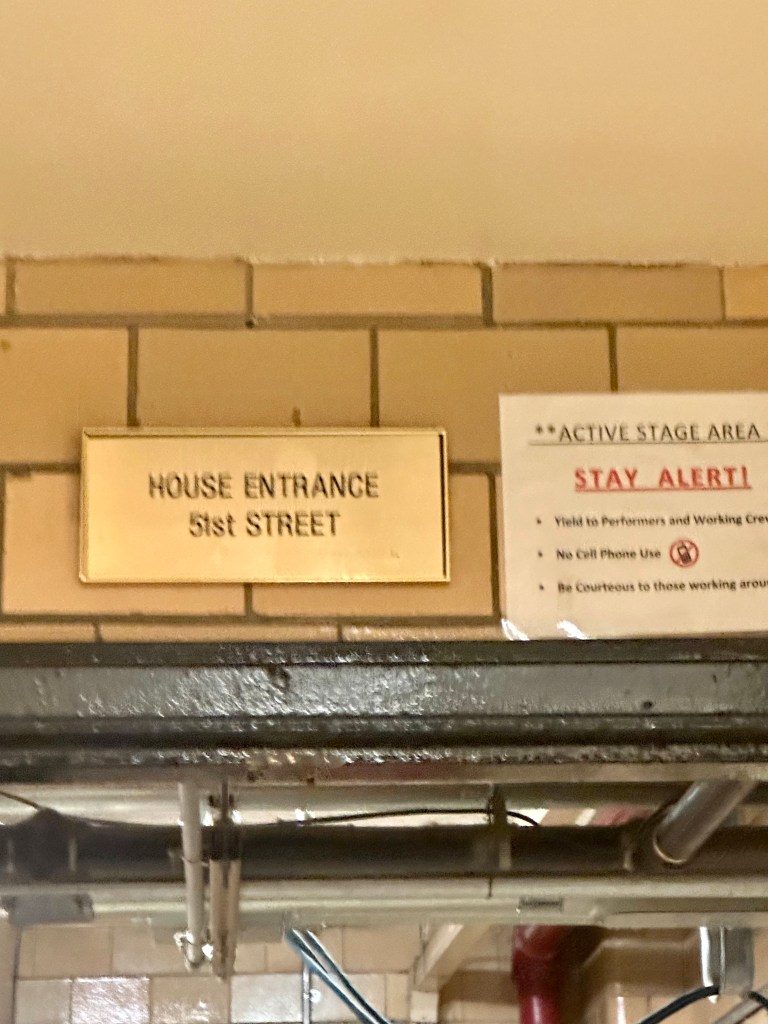 HOUSE ENTRANCE
51st STREET
**ACTIVE STAGE AREA
STAY ALERT!
• Yield to Performers and Working Crew
• No Cell Phone Use
• Be Courteous to those working